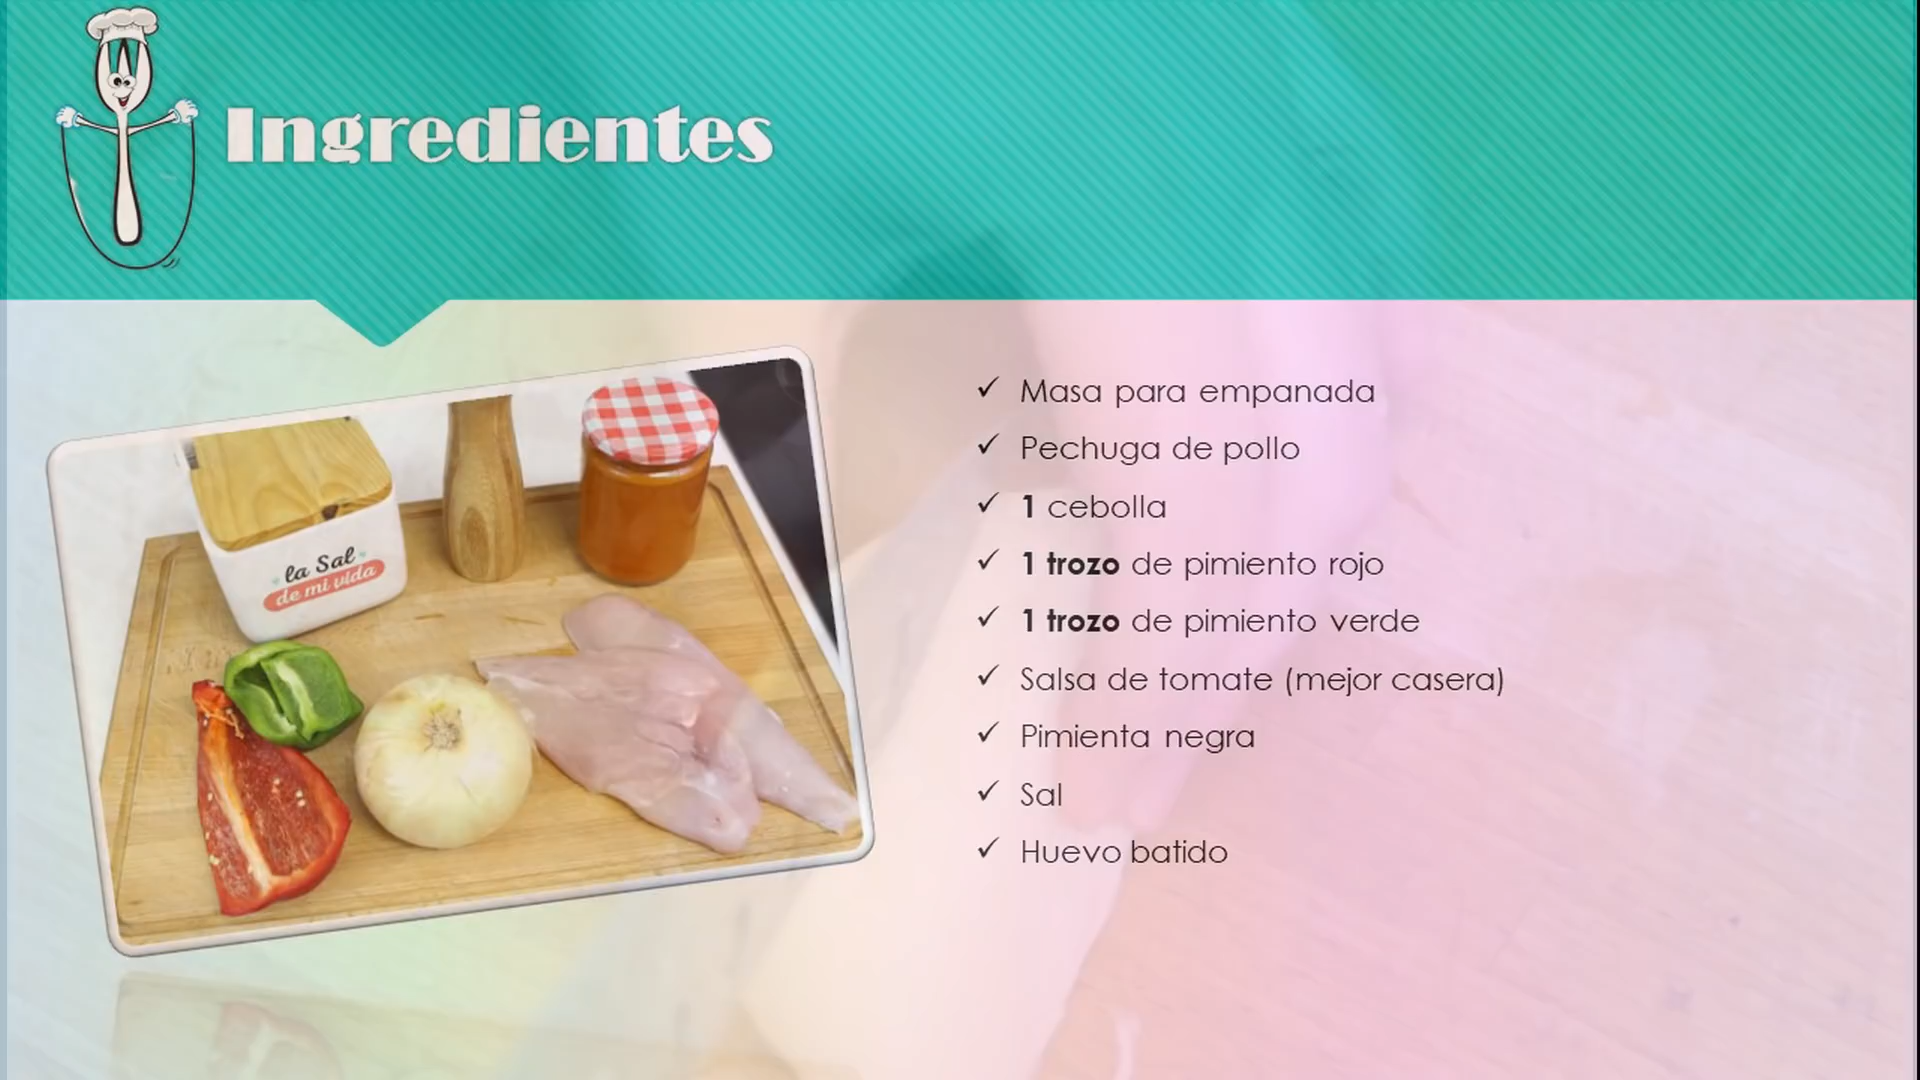 Ingredientes
la Sal
de mi vida
Masa para empanada
Pechuga de pollo
1 cebolla
1 trozo de pimiento rojo
1 trozo de pimiento verde
Salsa de tomate (mejor casera)
Pimienta negra
Sal
Huevo batido